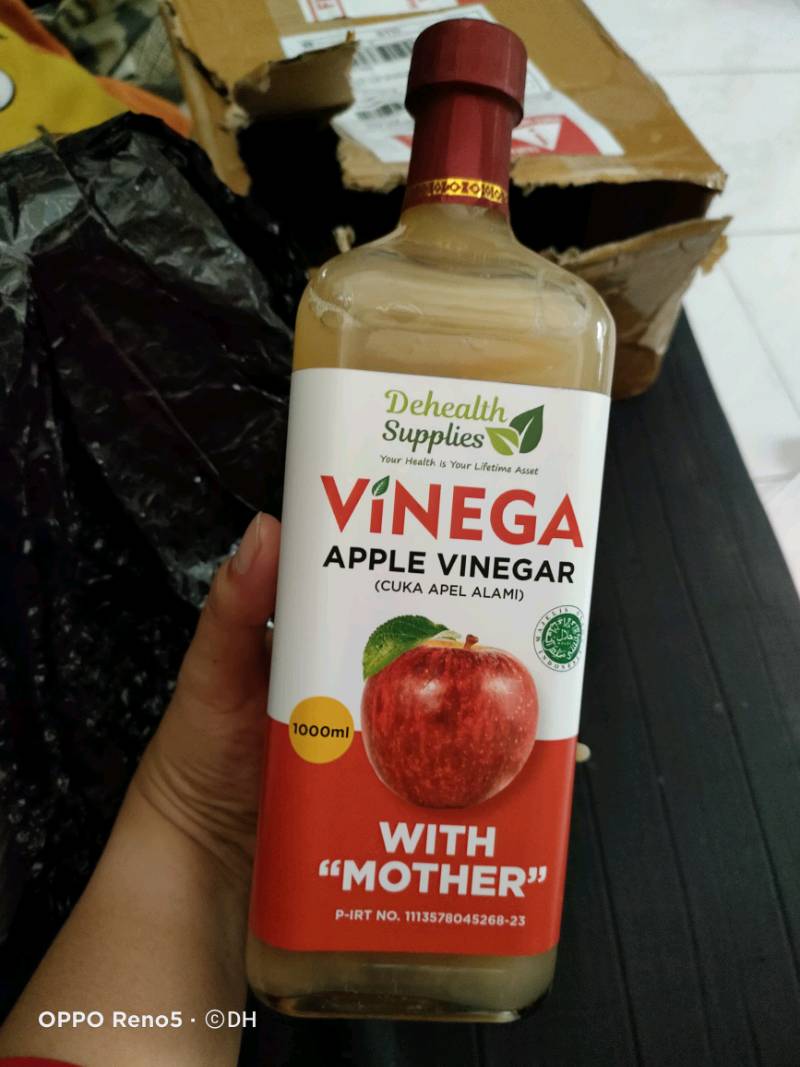 Dehealth
Supplies
Your Health Is Your Lifetime Asset
ViNEGA
APPLE VINEGAR
(CUKA APEL ALAMI)
1000ml
WITH
“MOTHER”
P-IRT NO. 1113578045268-23
OPPO Reno5 · ©DH